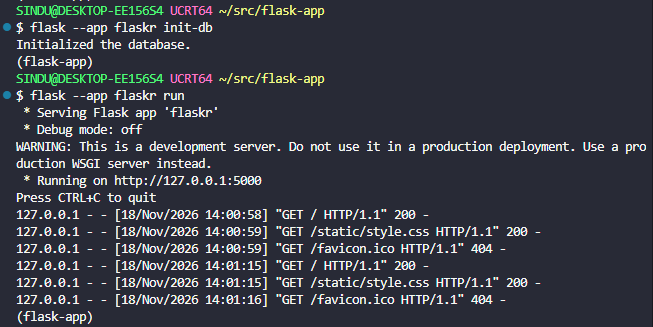 SINDU@DESKTOP-EE156S4 UCRT64 ~/src/flask-app
$ flask --app flaskr init-db
Initialized the database.
(flask-app)
SINDU@DESKTOP-EE156S4 UCRT64 ~/src/flask-app
$ flask --app flaskr run
 * Serving Flask app 'flaskr'
 * Debug mode: off
WARNING: This is a development server. Do not use it in a production deployment. Use a pro
duction WSGI server instead.
 * Running on http://127.0.0.1:5000
Press CTRL+C to quit
127.0.0.1 - - [18/Nov/2026 14:00:58] "GET / HTTP/1.1" 200 -
127.0.0.1 - - [18/Nov/2026 14:00:59] "GET /static/style.css HTTP/1.1" 200 -
127.0.0.1 - - [18/Nov/2026 14:00:59] "GET /favicon.ico HTTP/1.1" 404 -
127.0.0.1 - - [18/Nov/2026 14:01:15] "GET / HTTP/1.1" 200 -
127.0.0.1 - - [18/Nov/2026 14:01:15] "GET /static/style.css HTTP/1.1" 200 -
127.0.0.1 - - [18/Nov/2026 14:01:16] "GET /favicon.ico HTTP/1.1" 404 -
(flask-app)